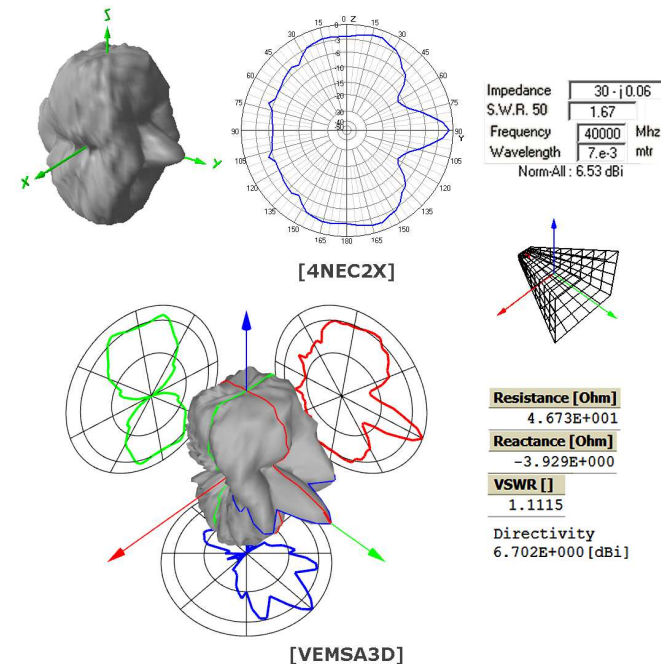 Z
X
Y
0 Z
15 15
30 30
45 45
60 60
75 75
90 90
Y
105 105
120 120
135 135
150 150
165 165
180
[4NEC2X]
Impedance 30 - j 0.06
S.W.R. 50 1.67
Frequency 40000 Mhz
Wavelength 7.e-3 mtr
Norm-All : 6.53 dBi
Resistance [Ohm]
4.673E+001
Reactance [Ohm]
-3.929E+000
VSWR []
1.1115
Directivity
6.702E+000 [dBi]
[VEMSA3D]